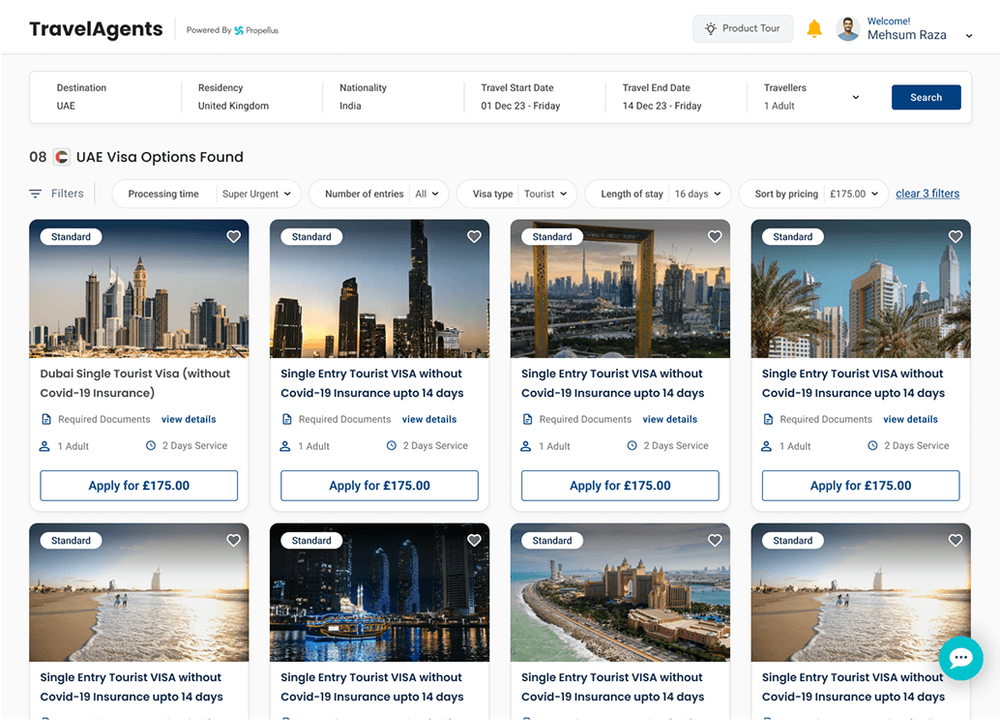 TravelAgents
Powered By Propellus
Product Tour
Welcome!
Mehsum Raza
Destination Residency Nationality Travel Start Date Travel End Date Travellers
UAE United Kingdom India 01 Dec 23 - Friday 14 Dec 23 - Friday 1 Adult
Search
08 UAE Visa Options Found
Filters Processing time Super Urgent Number of entries All Visa type Tourist Length of stay 16 days Sort by pricing £175.00 clear 3 filters
Standard Standard Standard Standard
Dubai Single Tourist Visa (without Single Entry Tourist VISA without Single Entry Tourist VISA without Single Entry Tourist VISA without
Covid-19 Insurance) Covid-19 Insurance upto 14 days Covid-19 Insurance upto 14 days Covid-19 Insurance upto 14 days
Required Documents view details Required Documents view details Required Documents view details Required Documents view details
1 Adult 2 Days Service 1 Adult 2 Days Service 1 Adult 2 Days Service 1 Adult 2 Days Service
Apply for £175.00 Apply for £175.00 Apply for £175.00 Apply for £175.00
Standard Standard Standard Standard
Single Entry Tourist VISA without Single Entry Tourist VISA without Single Entry Tourist VISA without Single Entry Tourist VISA without
Covid-19 Insurance upto 14 days Covid-19 Insurance upto 14 days Covid-19 Insurance upto 14 days Covid-19 Insurance upto 14 days